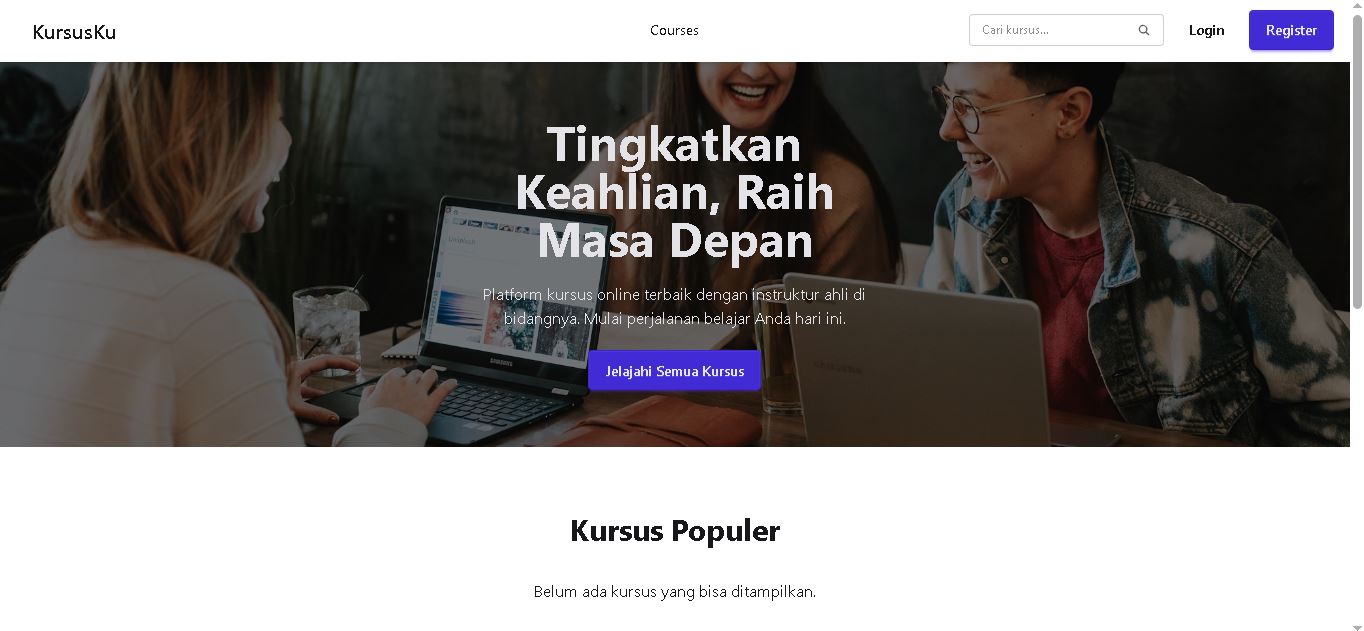 KursusKu
Courses
Cari kursus...
Login
Register
Tingkatkan
Keahlian, Raih
Masa Depan
Platform kursus online terbaik dengan instruktur ahli di
bidangnya. Mulai perjalanan belajar Anda hari ini.
Jelajahi Semua Kursus
Unsplash
SAMSUNG
Kursus Populer
Belum ada kursus yang bisa ditampilkan.